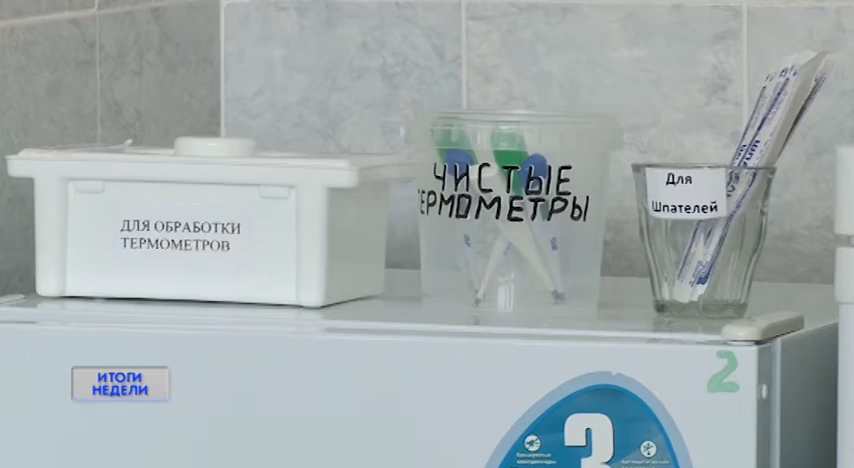 ДЛЯ ОБРАБОТКИ
ТЕРМОМЕТРОВ
ЧИСТЫЕ
ТЕРМОМЕТРЫ
Для
Шпателей
2
ИТОГИ
НЕДЕЛИ
3